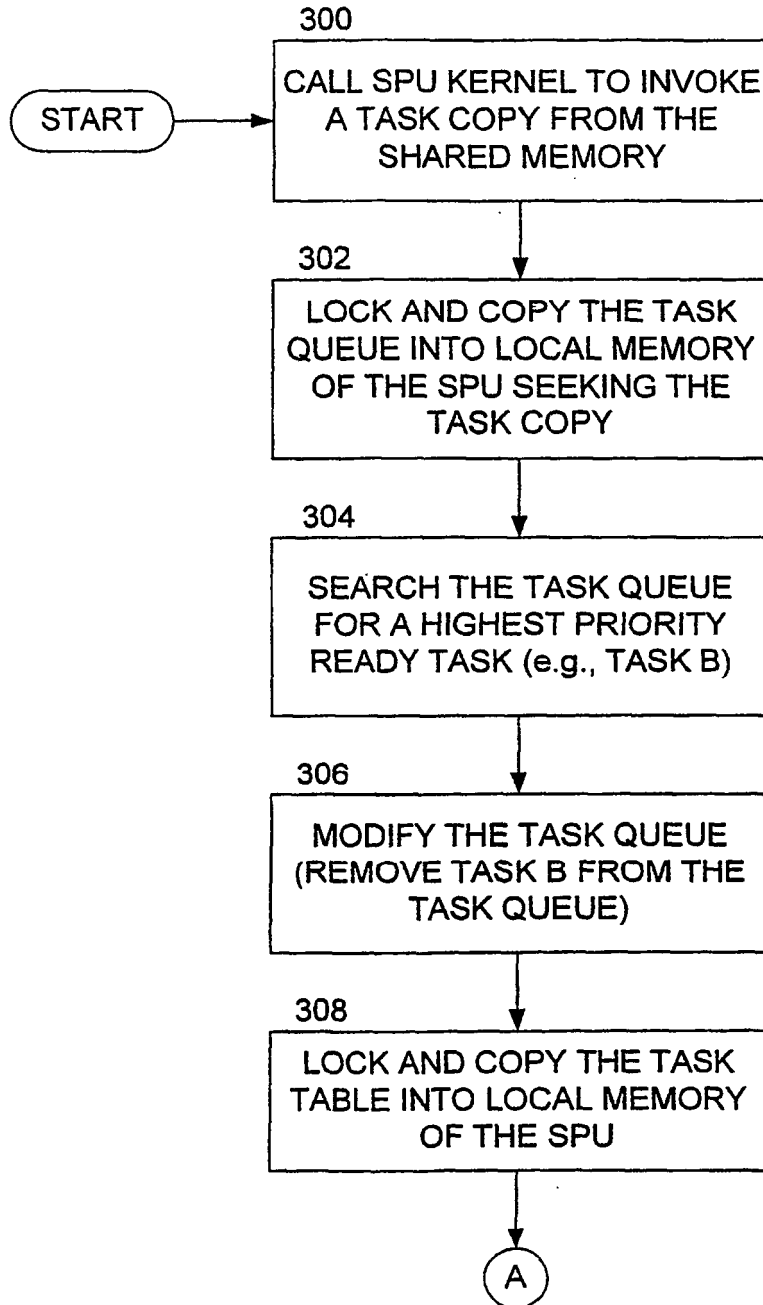 300
START
CALL SPU KERNEL TO INVOKE
A TASK COPY FROM THE
SHARED MEMORY
302
LOCK AND COPY THE TASK
QUEUE INTO LOCAL MEMORY
OF THE SPU SEEKING THE
TASK COPY
304
SEARCH THE TASK QUEUE
FOR A HIGHEST PRIORITY
READY TASK (e.g., TASK B)
306
MODIFY THE TASK QUEUE
(REMOVE TASK B FROM THE
TASK QUEUE)
308
LOCK AND COPY THE TASK
TABLE INTO LOCAL MEMORY
OF THE SPU
A